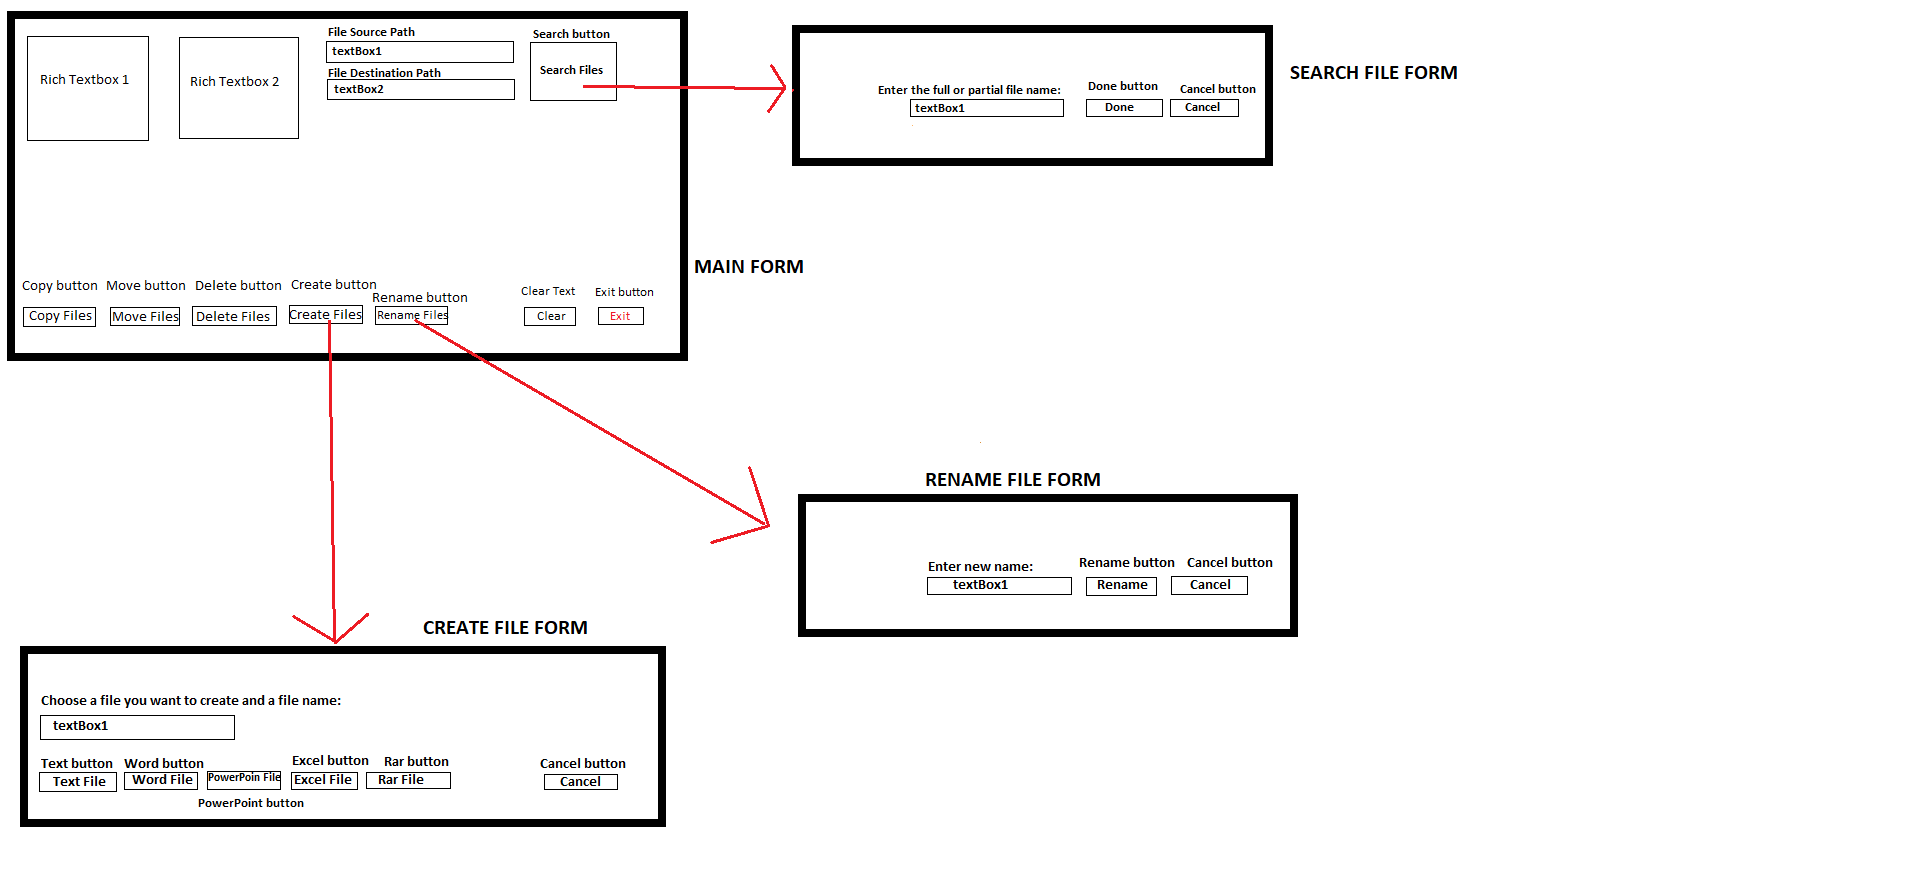 File Source Path
textBox1
Search button
Rich Textbox 1
Rich Textbox 2
File Destination Path
textBox2
Search Files
SEARCH FILE FORM
Enter the full or partial file name:
textBox1
Done button
Done
Cancel button
Cancel
MAIN FORM
Copy button
Move button
Delete button
Create button
Rename button
Clear Text
Exit button
Copy Files
Move Files
Delete Files
Create Files
Rename Files
Clear
Exit
RENAME FILE FORM
Enter new name:
textBox1
Rename button
Rename
Cancel button
Cancel
CREATE FILE FORM
Choose a file you want to create and a file name:
textBox1
Text button
Word button
Excel button
Rar button
Cancel button
Text File
Word File
PowerPoin File
Excel File
Rar File
Cancel
PowerPoint button